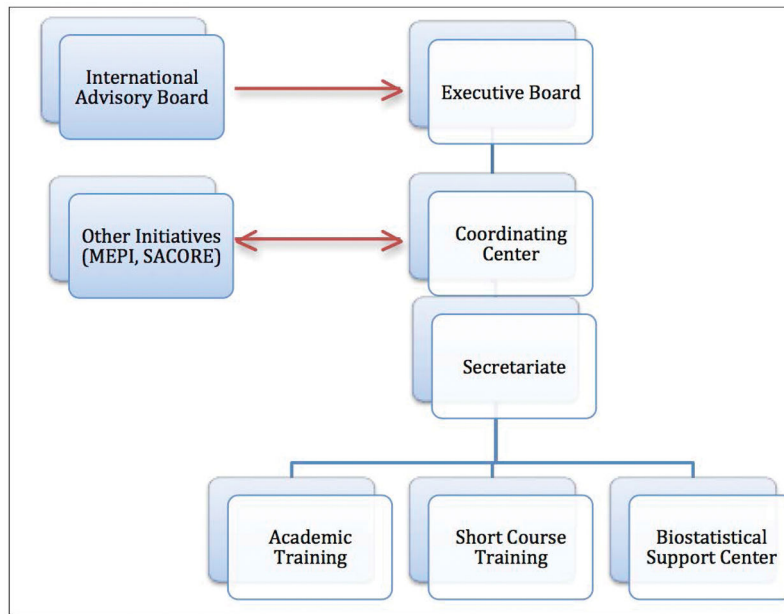 International
Advisory Board
Executive Board
Other Initiatives
(MEPI, SACORE)
Coordinating
Center
Secretariate
Academic
Training
Short Course
Training
Biostatistical
Support Center